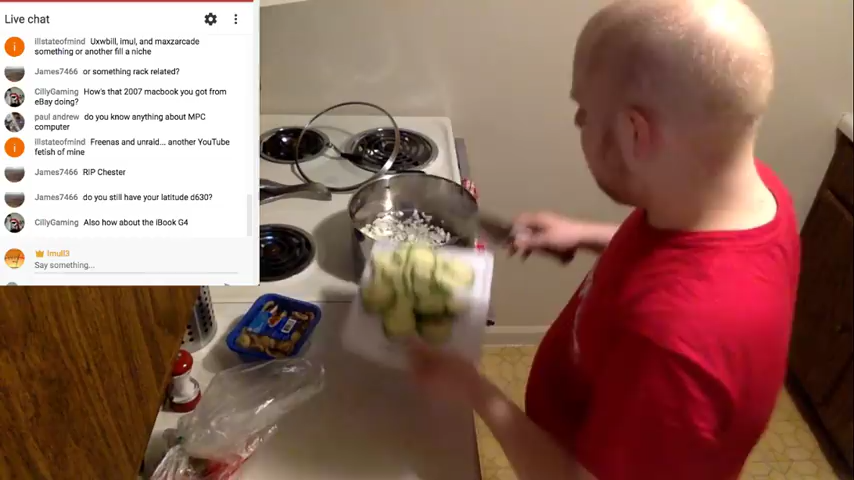 Live chat
illstateofmind Uxwbill, imul, and maxzarcade
something or another fill a niche
James7466 or something rack related?
CillyGaming How's that 2007 macbook you got from
eBay doing?
paul andrew do you know anything about MPC
computer
illstateofmind Freenas and unraid... another YouTube
fetish of mine
James7466 RIP Chester
James7466 do you still have your latitude d630?
CillyGaming Also how about the iBook G4
Imull3
Say something...